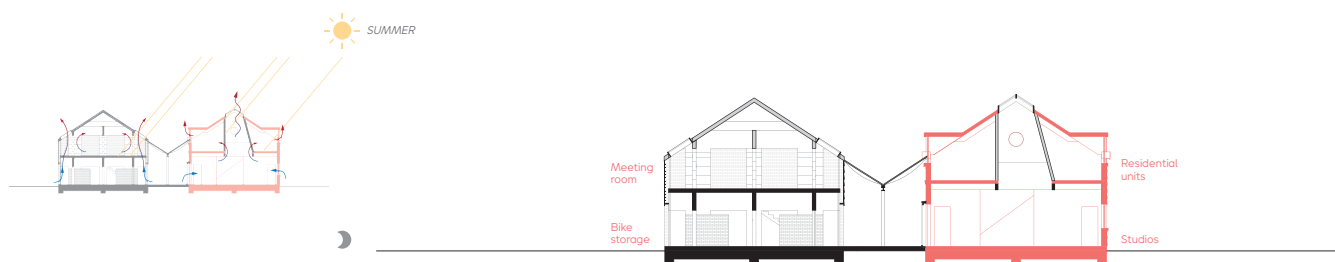 SUMMER
Meeting
room
Residential
units
Bike
storage
Studios